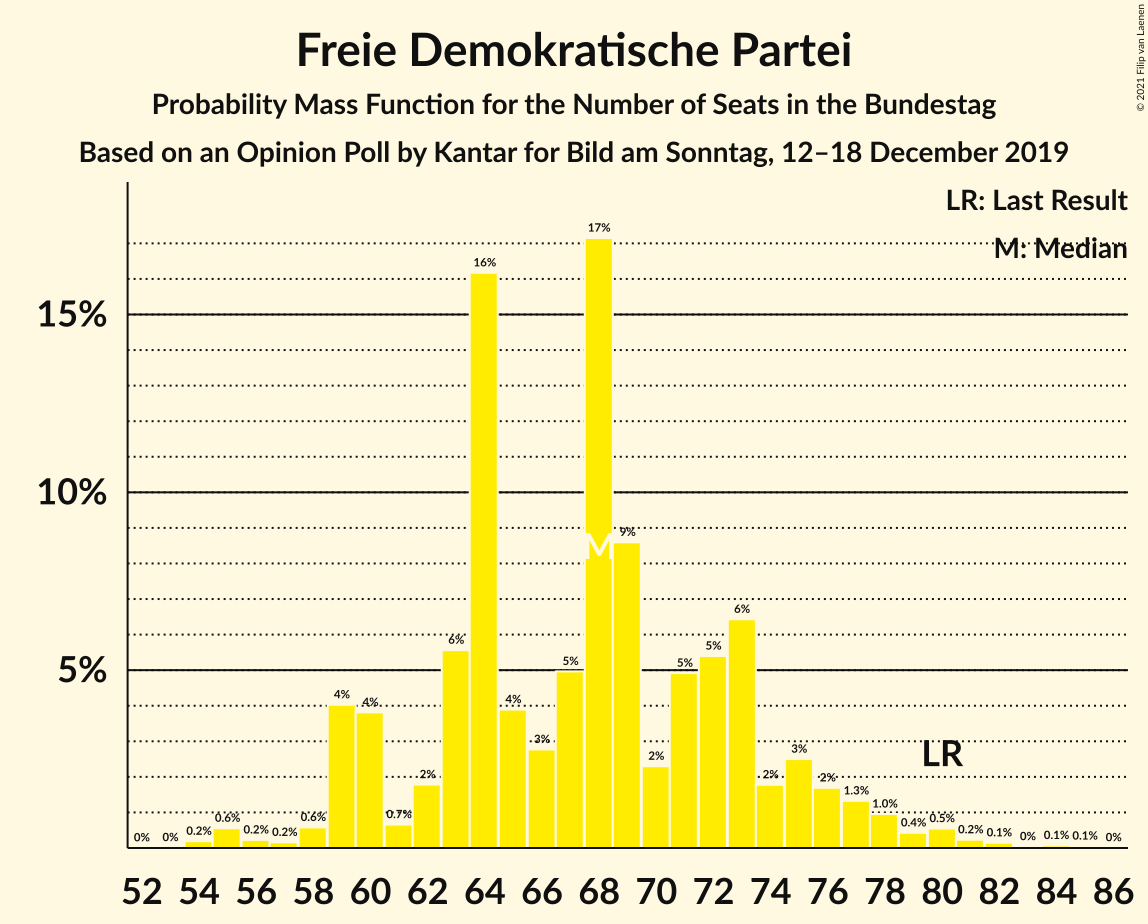 Freie Demokratische Partei
Probability Mass Function for the Number of Seats in the Bundestag
Based on an Opinion Poll by Kantar for Bild am Sonntag, 12–18 December 2019
© 2021 Filip van Laenen
LR: Last Result
M: Median
15%
10%
5%
0% 0% 0.2% 0.6% 0.2% 0.2% 0.6% 4% 4% 0.7% 2% 6% 16% 4% 3% 5% 17% 9% 2% 5% 5% 6% 2% 3% 2% 1.3% 1.0% 0.4% 0.5% 0.2% 0.1% 0% 0.1% 0.1% 0%
M
LR
52 54 56 58 60 62 64 66 68 70 72 74 76 78 80 82 84 86